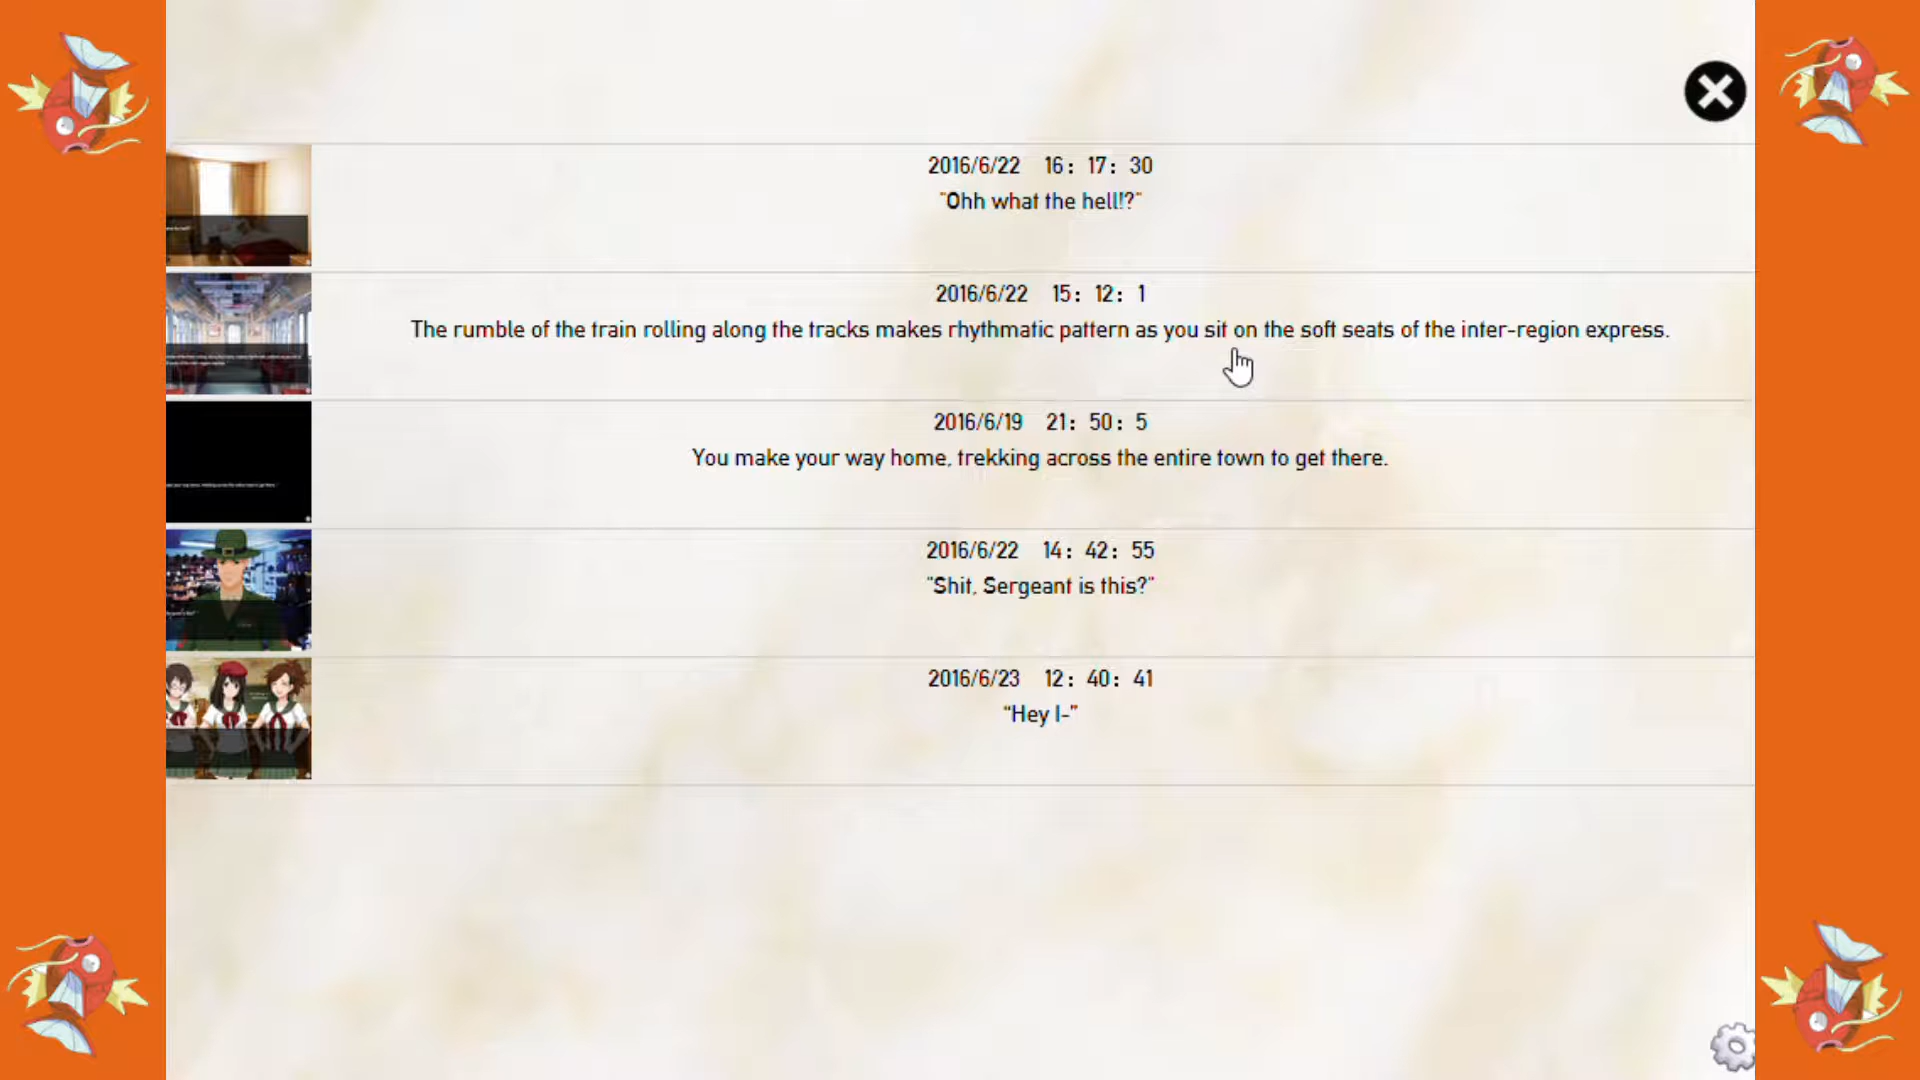 2016/6/22 16: 17: 30
"Ohh what the hell!?"
2016/6/22 15: 12: 1
The rumble of the train rolling along the tracks makes rhythmatic pattern as you sit on the soft seats of the inter-region express.
2016/6/19 21: 50: 5
You make your way home, trekking across the entire town to get there.
2016/6/22 14: 42: 55
"Shit, Sergeant is this?"
2016/6/23 12: 40: 41
"Hey I-"